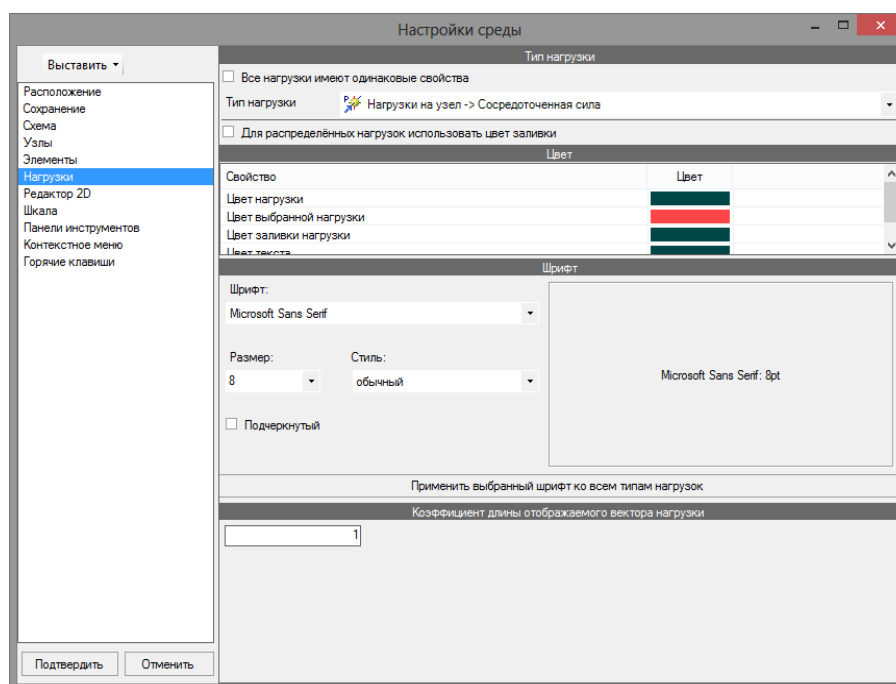 Настройки среды
Выставить
Расположение
Сохранение
Схема
Узлы
Элементы
Нагрузки
Редактор 2D
Шкала
Панели инструментов
Контекстное меню
Горячие клавиши
Подтвердить
Отменить
Тип нагрузки
Все нагрузки имеют одинаковые свойства
Тип нагрузки
Нагрузки на узел -> Сосредоточенная сила
Для распределённых нагрузок использовать цвет заливки
Цвет
Свойство Цвет
Цвет нагрузки
Цвет выбранной нагрузки
Цвет заливки нагрузки
Цвет текста
Шрифт
Шрифт:
Microsoft Sans Serif
Размер: Стиль:
8 обычный
Подчеркнутый
Microsoft Sans Serif: 8pt
Применить выбранный шрифт ко всем типам нагрузок
Коэффициент длины отображаемого вектора нагрузки
1